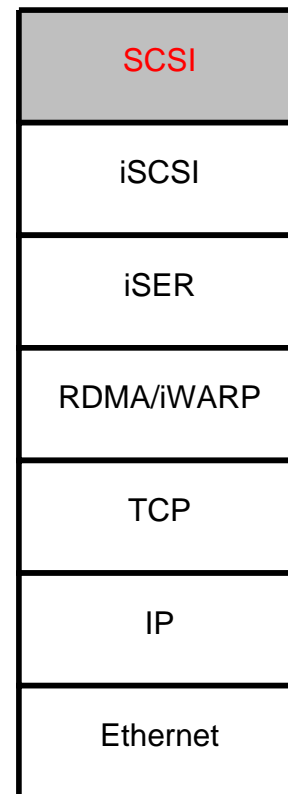 SCSI
iSCSI
iSER
RDMA/iWARP
TCP
IP
Ethernet